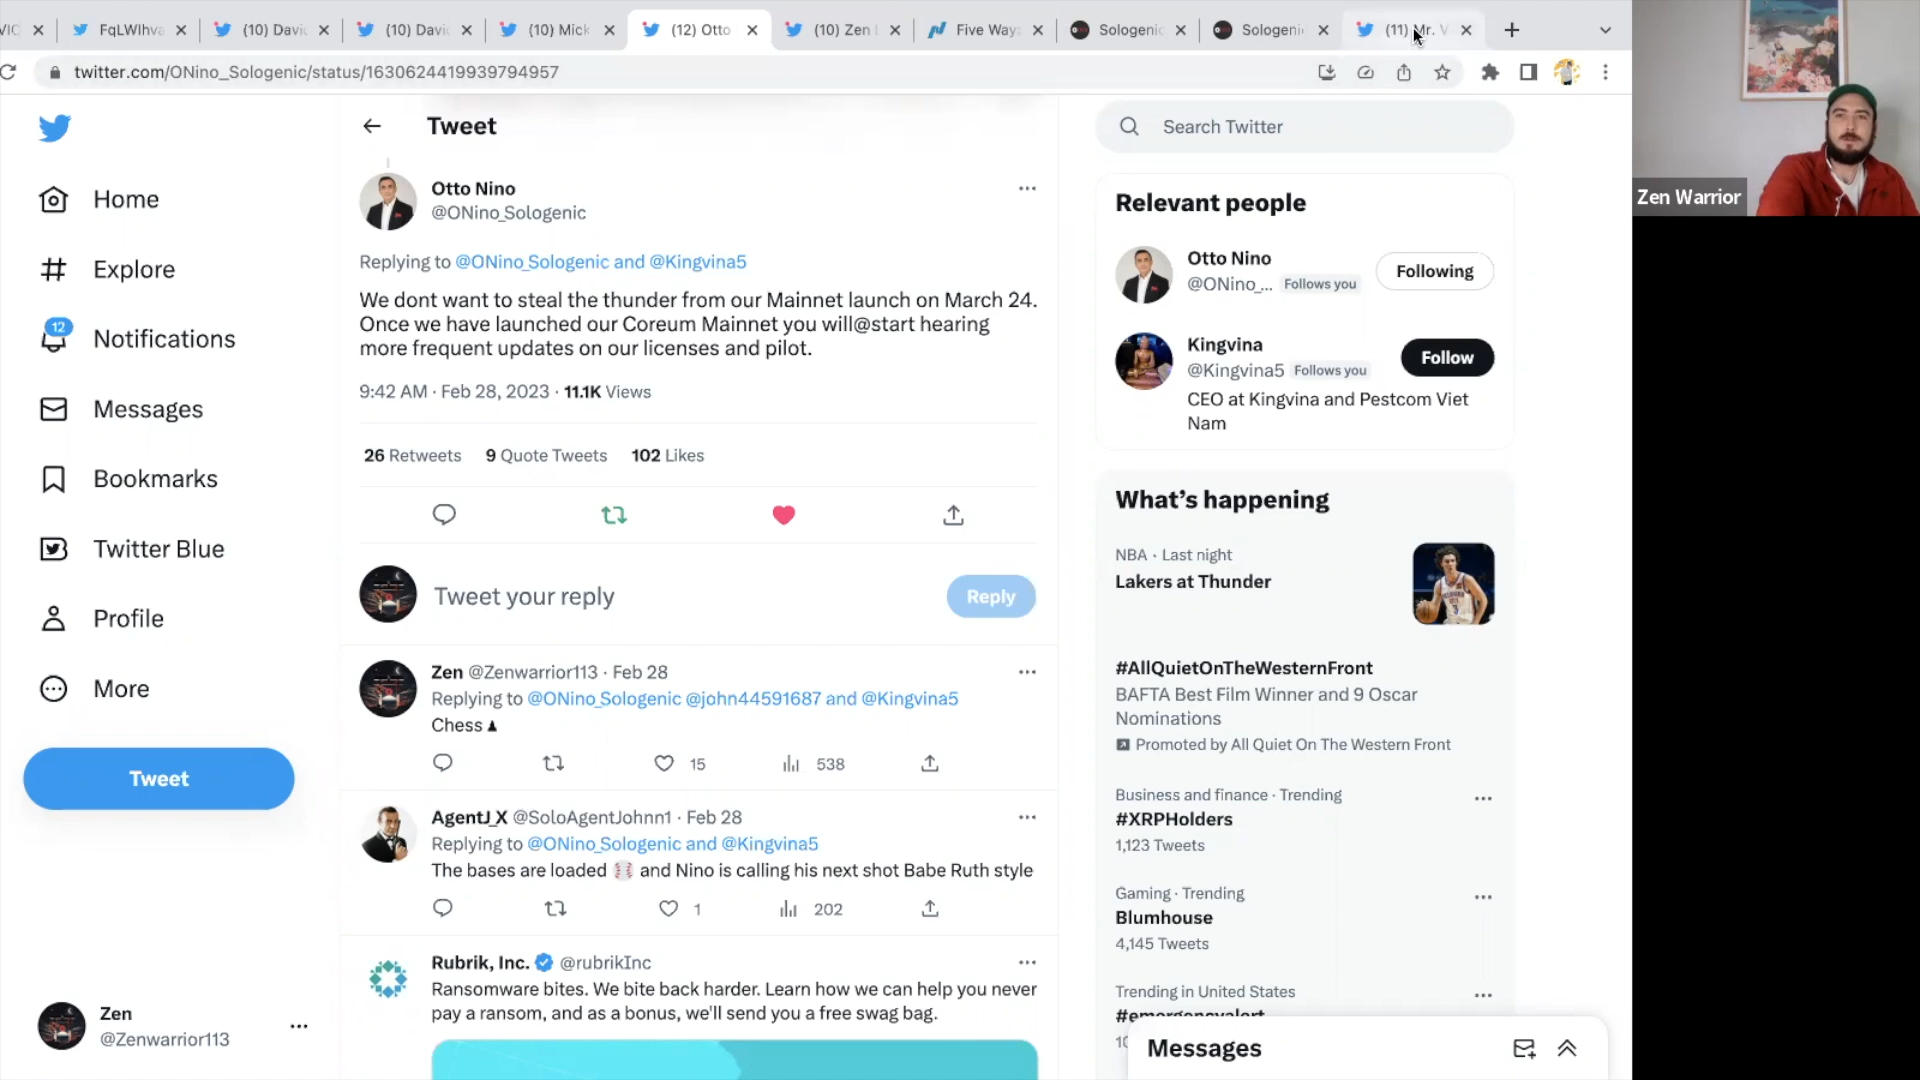 FqLWIhva
(10) Davi
(10) Davi
(10) Mick
(12) Otto
(10) Zen
Five Way
Sologenic
Sologeni
(11) Mr. V
twitter.com/ONino_Sologenic/status/1630624419939794957
Home
Explore
12
Notifications
Messages
Bookmarks
Twitter Blue
Profile
More
Tweet
Zen
@Zenwarrior113
Tweet
Otto Nino
@ONino_Sologenic
Replying to @ONino_Sologenic and @Kingvina5
We dont want to steal the thunder from our Mainnet launch on March 24.
Once we have launched our Coreum Mainnet you will@start hearing
more frequent updates on our licenses and pilot.
9:42 AM · Feb 28, 2023 · 11.1K Views
26 Retweets 9 Quote Tweets 102 Likes
Tweet your reply
Reply
Zen @Zenwarrior113 · Feb 28
Replying to @ONino_Sologenic @john44591687 and @Kingvina5
Chess ♟
15 538
AgentJ_X @SoloAgentJohnn1 · Feb 28
Replying to @ONino_Sologenic and @Kingvina5
The bases are loaded ⚾ and Nino is calling his next shot Babe Ruth style
1 202
Rubrik, Inc. @rubrikInc
Ransomware bites. We bite back harder. Learn how we can help you never
pay a ransom, and as a bonus, we'll send you a free swag bag.
Search Twitter
Relevant people
Otto Nino
@ONino_... Follows you
Following
Kingvina
@Kingvina5 Follows you
Follow
CEO at Kingvina and Pestcom Viet
Nam
What's happening
NBA · Last night
Lakers at Thunder
#AllQuietOnTheWesternFront
BAFTA Best Film Winner and 9 Oscar
Nominations
Promoted by All Quiet On The Western Front
Business and finance · Trending
#XRPHolders
1,123 Tweets
Gaming · Trending
Blumhouse
4,145 Tweets
Trending in United States
#emergencyalert
Messages
Zen Warrior